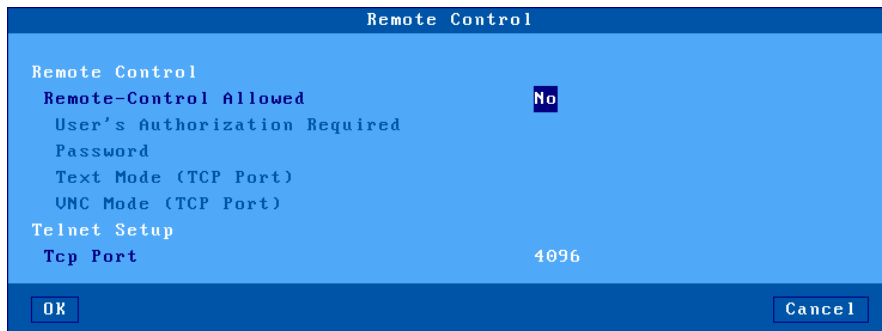 Remote Control
Remote Control
Remote-Control Allowed No
User's Authorization Required
Password
Text Mode (TCP Port)
VNC Mode (TCP Port)
Telnet Setup
Tcp Port 4096
OK Cancel